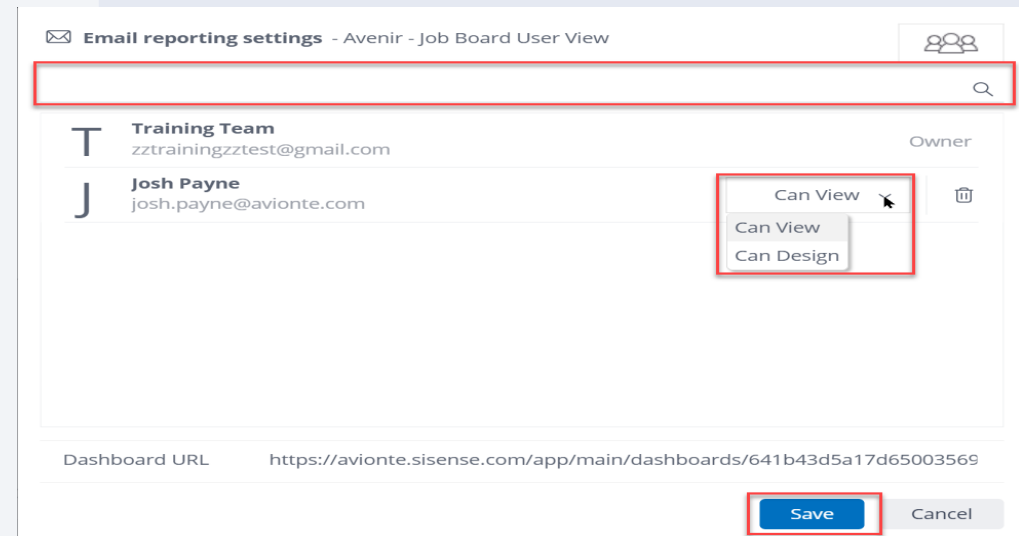 Email reporting settings - Avenir - Job Board User View
T
Training Team
zztrainingzztest@gmail.com
Owner
J
Josh Payne
josh.payne@avionte.com
Can View
Can View
Can Design
Dashboard URL https://avionte.sisense.com/app/main/dashboards/641b43d5a17d65003569
Save Cancel